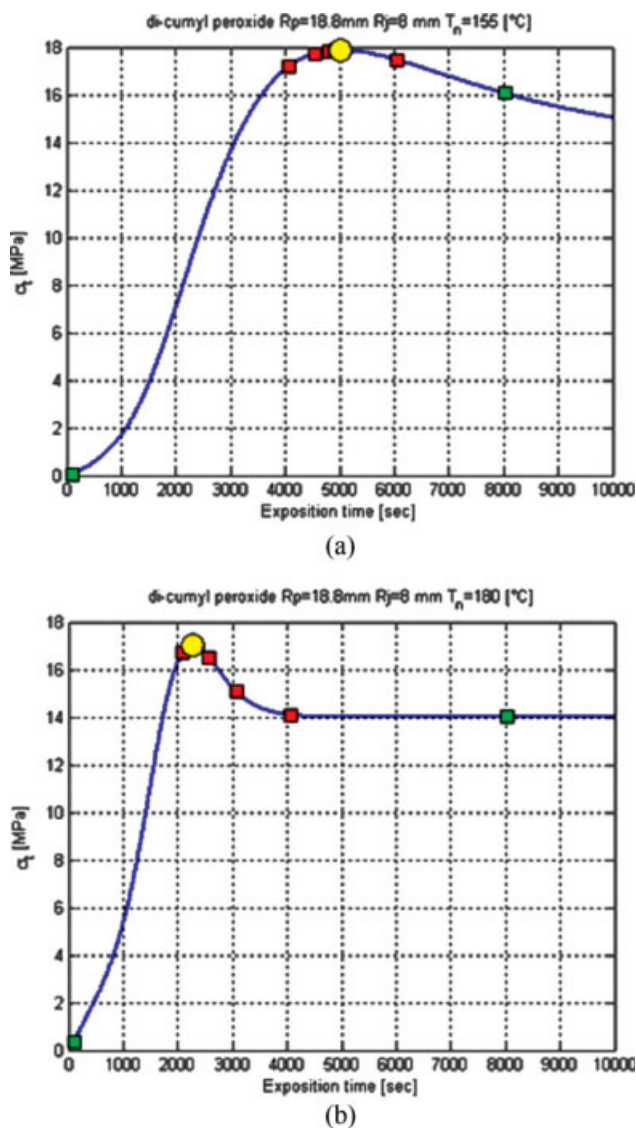 di-cumyl peroxide Rp=18.8mm Rj=8 mm Tn=155 [°C]
18
16
14
12
10
8
6
4
2
0
σt [MPa]
0 1000 2000 3000 4000 5000 6000 7000 8000 9000 10000
Exposition time [sec]
(a)
di-cumyl peroxide Rp=18.8mm Rj=8 mm Tn=180 [°C]
18
16
14
12
10
8
6
4
2
0
σt [MPa]
0 1000 2000 3000 4000 5000 6000 7000 8000 9000 10000
Exposition time [sec]
(b)